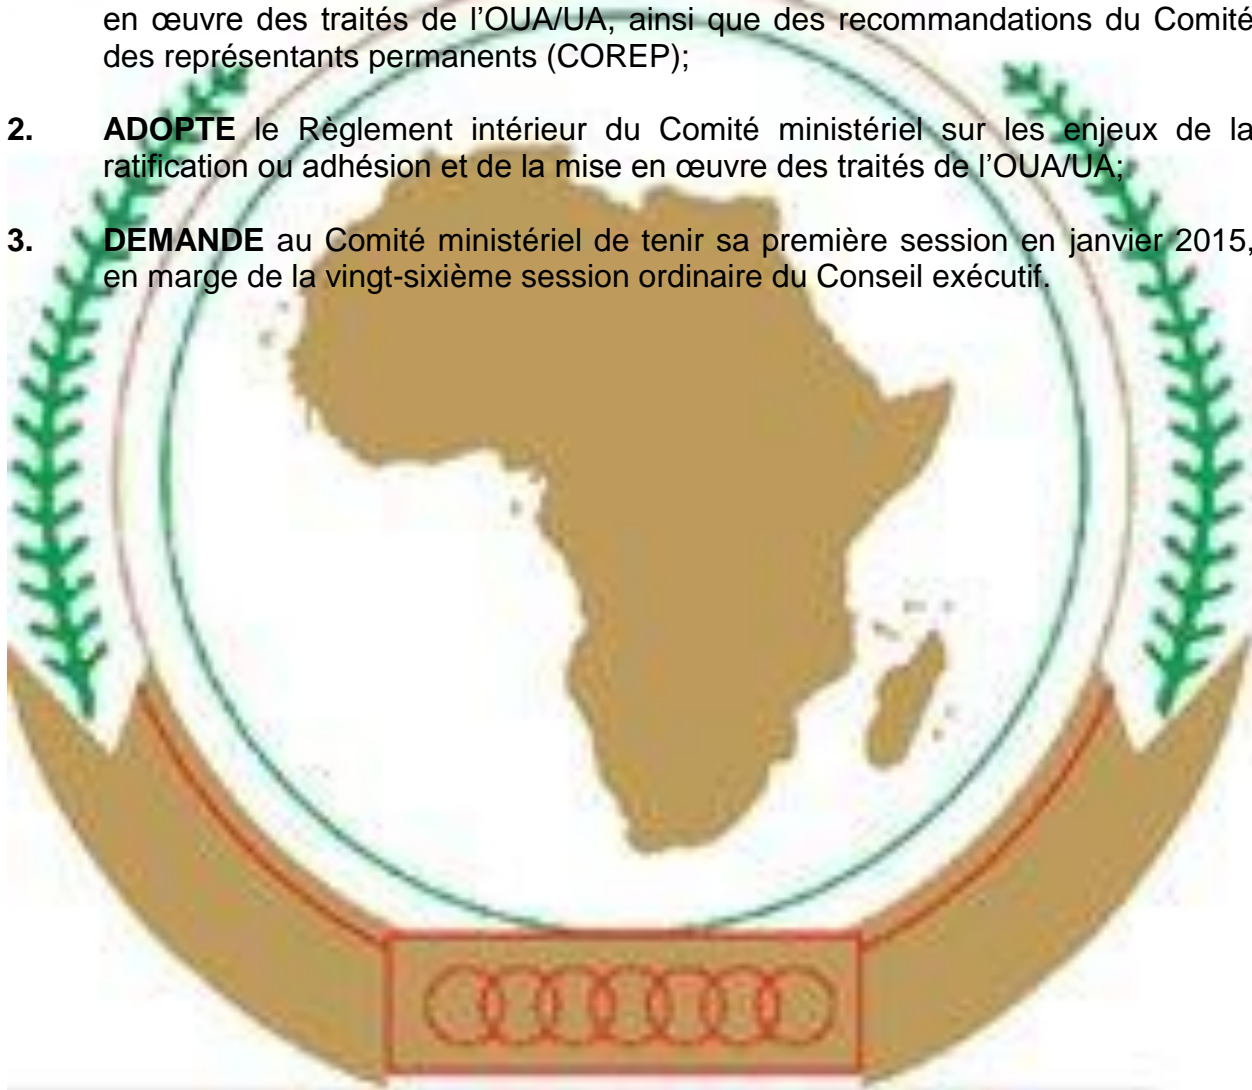 en œuvre des traités de l’OUA/UA, ainsi que des recommandations du Comité
des représentants permanents (COREP);
2. ADOPTE le Règlement intérieur du Comité ministériel sur les enjeux de la
ratification ou adhésion et de la mise en œuvre des traités de l’OUA/UA;
3. DEMANDE au Comité ministériel de tenir sa première session en janvier 2015,
en marge de la vingt-sixième session ordinaire du Conseil exécutif.